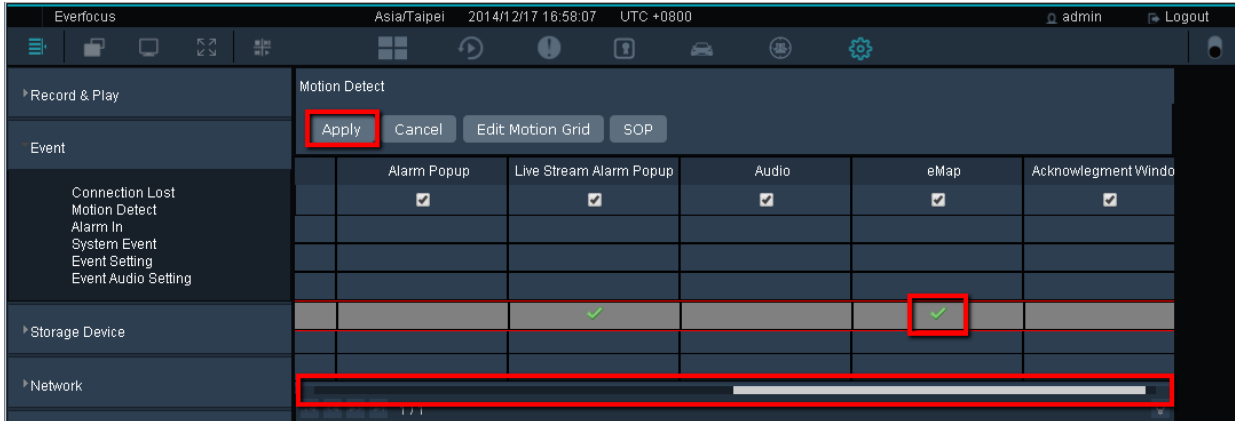 Everfocus Asia/Taipei 2014/12/17 16:58:07 UTC +0800 admin Logout
Record & Play
Event
Connection Lost
Motion Detect
Alarm In
System Event
Event Setting
Event Audio Setting
Storage Device
Network
Motion Detect
Apply Cancel Edit Motion Grid SOP
Alarm Popup Live Stream Alarm Popup Audio eMap Acknowlegment Windo
1 / 1